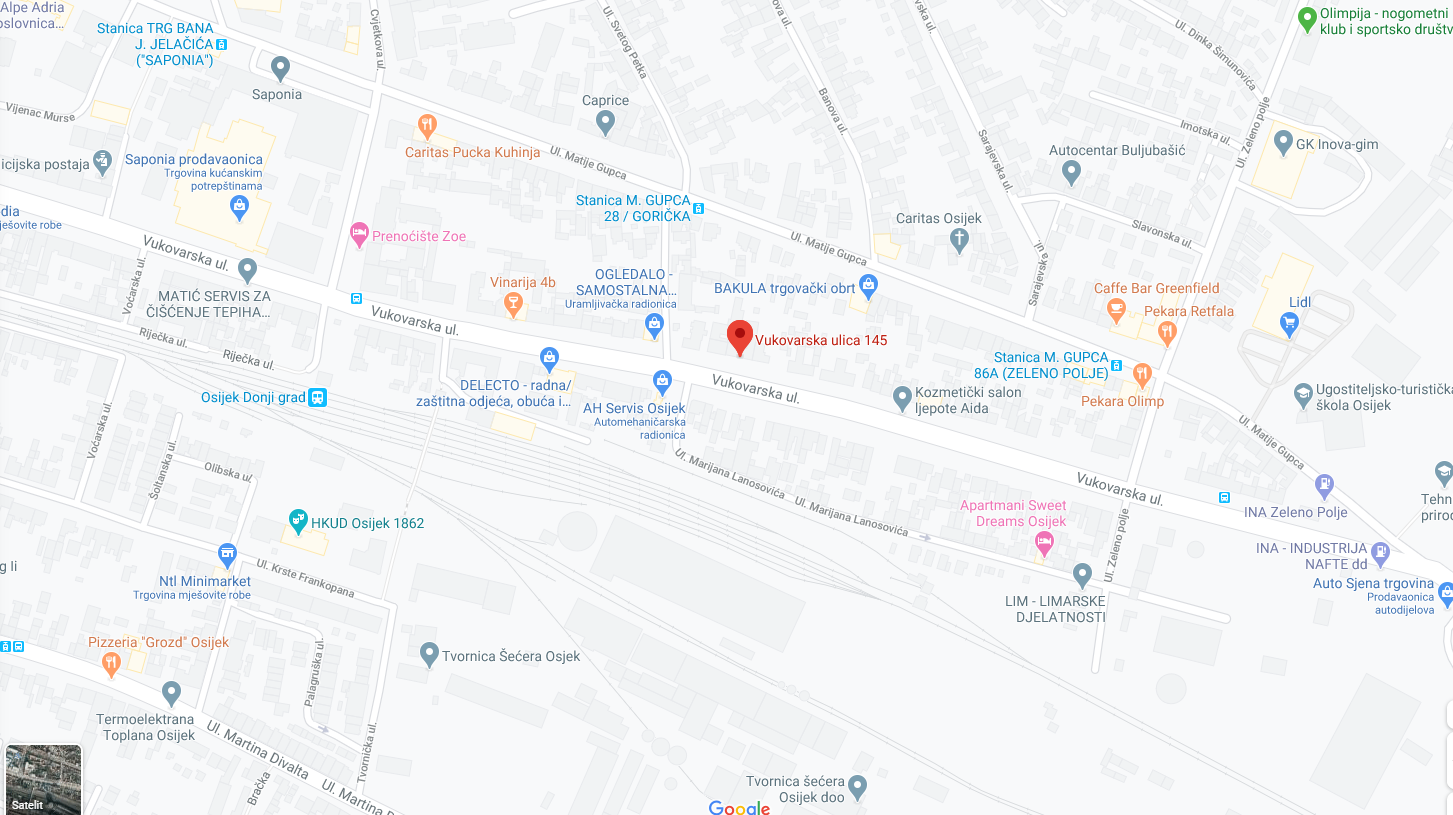 Alpe Adria
oslovnica...
Stanica TRG BANA
J. JELAČIĆA
("SAPONIA")
Cvjetkova ul.
Ul. Svetog Petka
Banova ul.
Sarajevska ul.
Ul. Dinka Šimunovića
Olimpija - nogometni
klub i sportsko društv
Saponia
Vijenac Murse
Caprice
Caritas Pucka Kuhinja
Ul. Matije Gupca
Imotska ul.
Ul. Zeleno polje
GK Inova-gim
Autocentar Buljubašić
icijska postaja
Saponia prodavaonica
Trgovina kućanskim
potrepštinama
dia
ješovite robe
Stanica M. GUPCA
28 / GORIČKA
Caritas Osijek
Slavonska ul.
Vukovarska ul.
Prenoćište Zoe
Ul. Matije Gupca
Sarajevska ul.
Voćarska ul.
MATIĆ SERVIS ZA
ČIŠĆENJE TEPIHA...
Vinarija 4b
OGLEDALO -
SAMOSTALNA...
Uramljivačka radionica
BAKULA trgovački obrt
Caffe Bar Greenfield
Pekara Retfala
Lidl
Vukovarska ul.
Riječka ul.
Riječka ul.
Vukovarska ulica 145
Stanica M. GUPCA
86A (ZELENO POLJE)
Osijek Donji grad
DELECTO - radna/
zaštitna odjeća, obuća i...
AH Servis Osijek
Automehaničarska
radionica
Vukovarska ul.
Kozmetički salon
ljepote Aida
Pekara Olimp
Ugostiteljsko-turističk
škola Osijek
Voćarska ul.
Šoltanska ul.
Olibska ul.
Ul. Marijana Lanosovića
Ul. Marijana Lanosovića
Ul. Matije Gupca
Vukovarska ul.
INA Zeleno Polje
Tehn
priroc
Apartmani Sweet
Dreams Osijek
HKUD Osijek 1862
Ul. Zeleno polje
INA - INDUSTRIJA
NAFTE dd
g li
Ntl Minimarket
Trgovina mješovite robe
Ul. Krste Frankopana
LIM - LIMARSKE
DJELATNOSTI
Auto Sjena trgovina
Prodavaonica
autodijelova
Pizzeria "Grozd" Osijek
Palagruška ul.
Tvornica Šećera Osjek
Termoelektrana
Toplana Osijek
Ul. Martina Divalta
Tvornička ul.
Bračka
Ul. Martina D
Tvornica šećera
Osijek doo
Satelit
Google